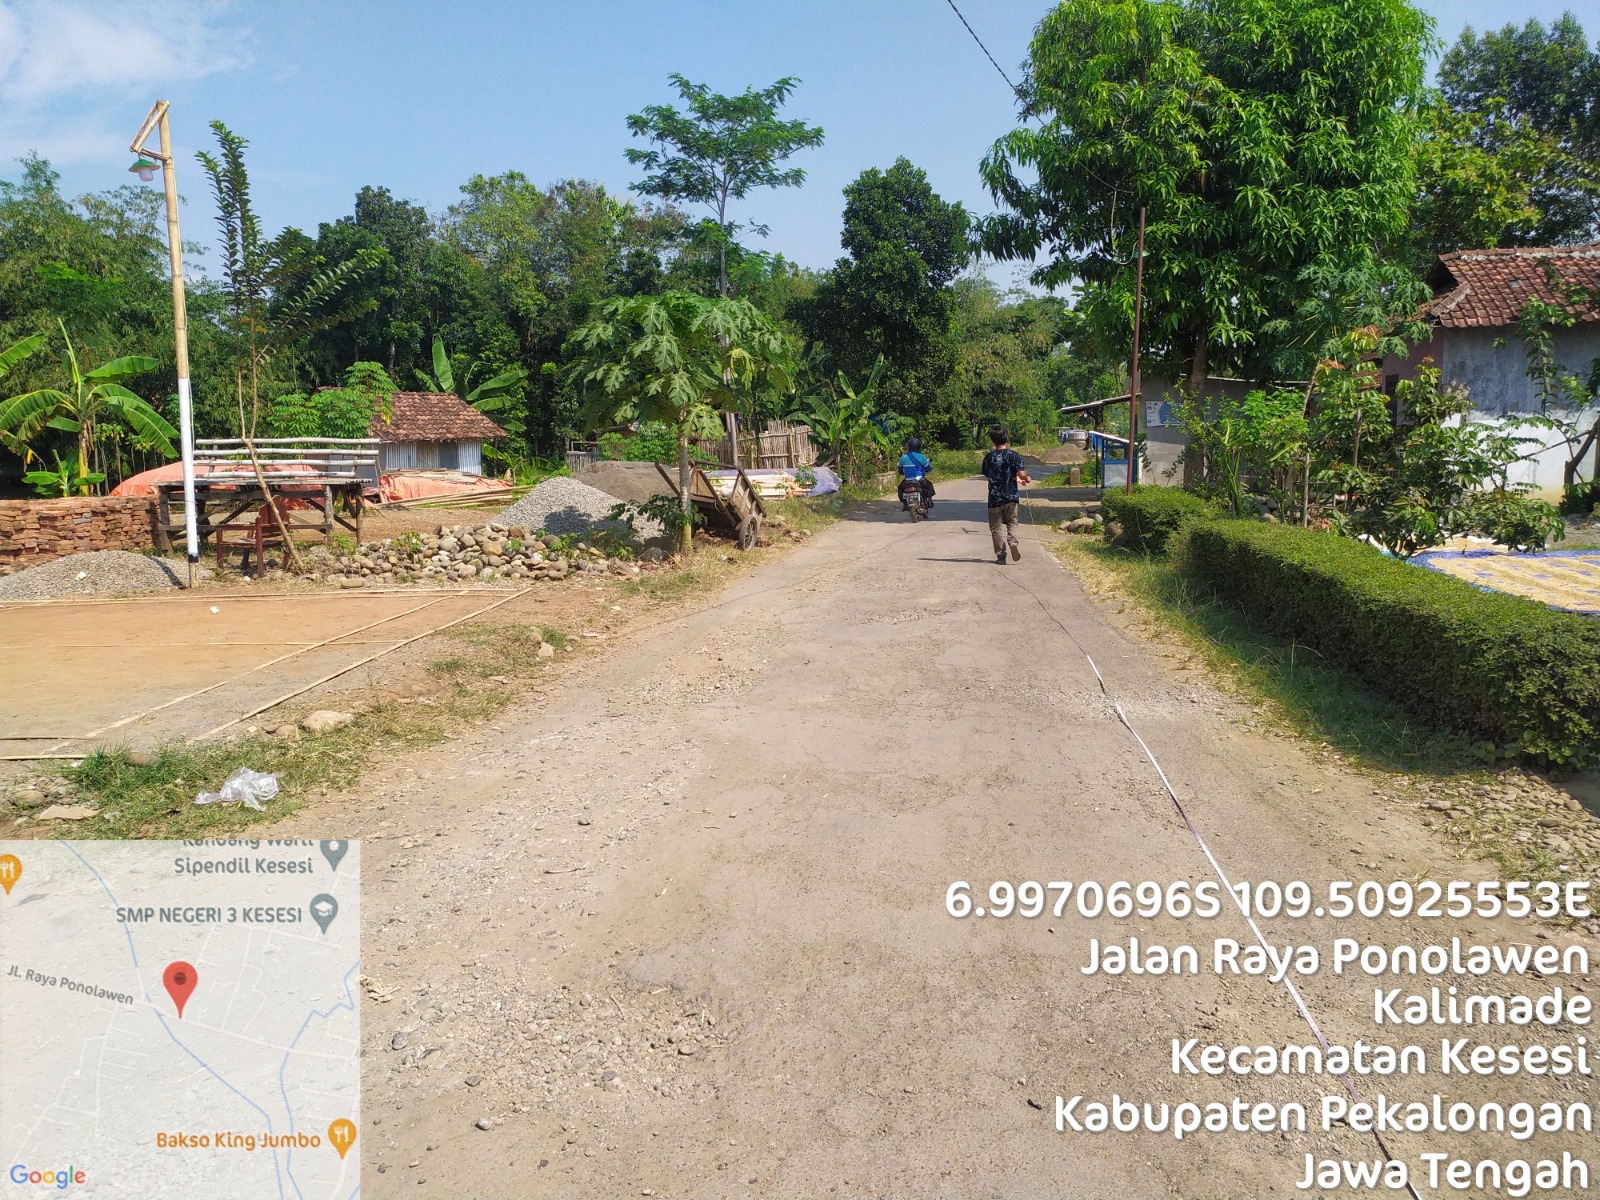 Sipendil Kesesi
SMP NEGERI 3 KESESI
Jl. Raya Ponolawen
Bakso King Jumbo
Google
6.9970696S 109.50925553E
Jalan Raya Ponolawen
Kalimade
Kecamatan Kesesi
Kabupaten Pekalongan
Jawa Tengah